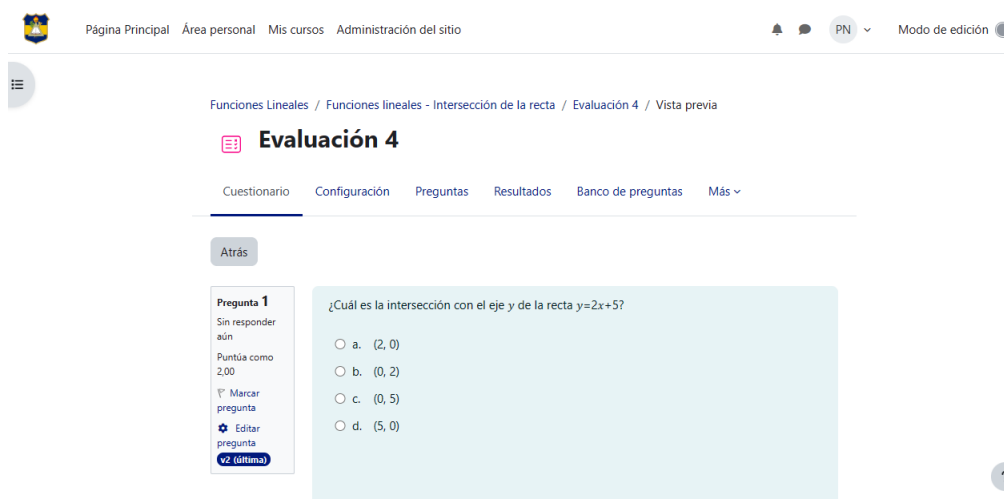 Página Principal Área personal Mis cursos Administración del sitio PN Modo de edición
Funciones Lineales / Funciones lineales - Intersección de la recta / Evaluación 4 / Vista previa
Evaluación 4
Cuestionario Configuración Preguntas Resultados Banco de preguntas Más
Atrás
Pregunta 1
Sin responder
aún
Puntúa como
2,00
Marcar
pregunta
Editar
pregunta
v2 (última)
¿Cuál es la intersección con el eje y de la recta y=2x+5?
a. (2, 0)
b. (0, 2)
c. (0, 5)
d. (5, 0)